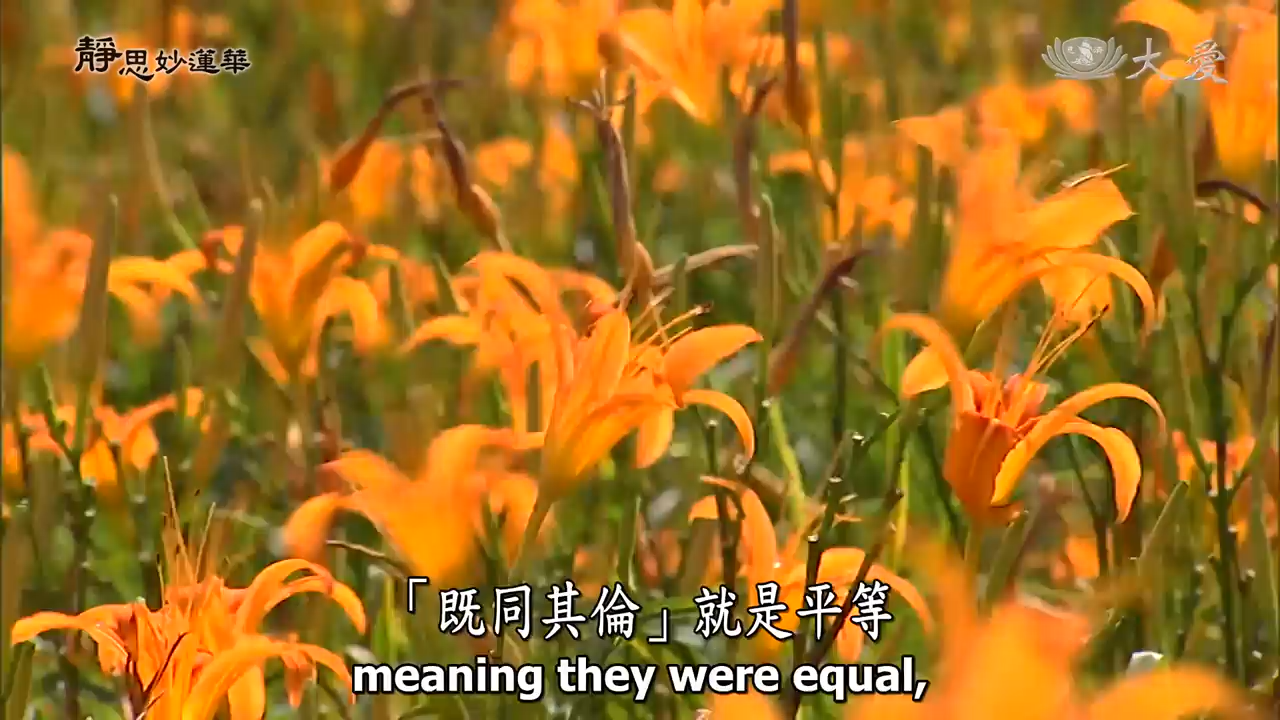 靜思妙蓮華
大愛
「既同其倫」就是平等
meaning they were equal,